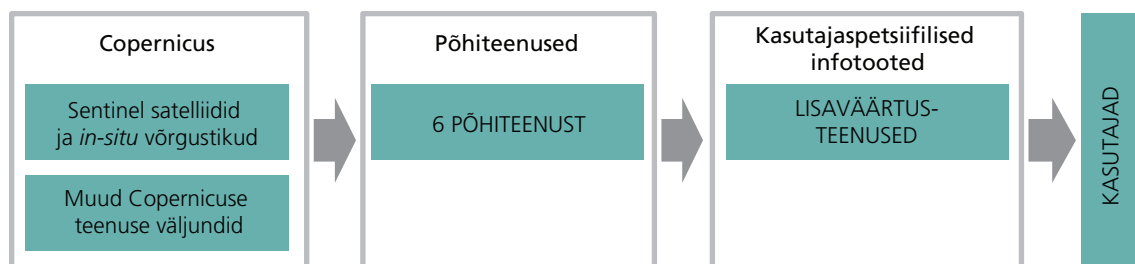 Copernicus
Sentinel satelliidid
ja in-situ võrgustikud
Muud Copernicuse
teenuse väljundid
Põhiteenused
6 PÕHITEENUST
Kasutajaspetsiifilised
infotooted
LISAVÄÄRTUS-
TEENUSED
KASUTAJAD